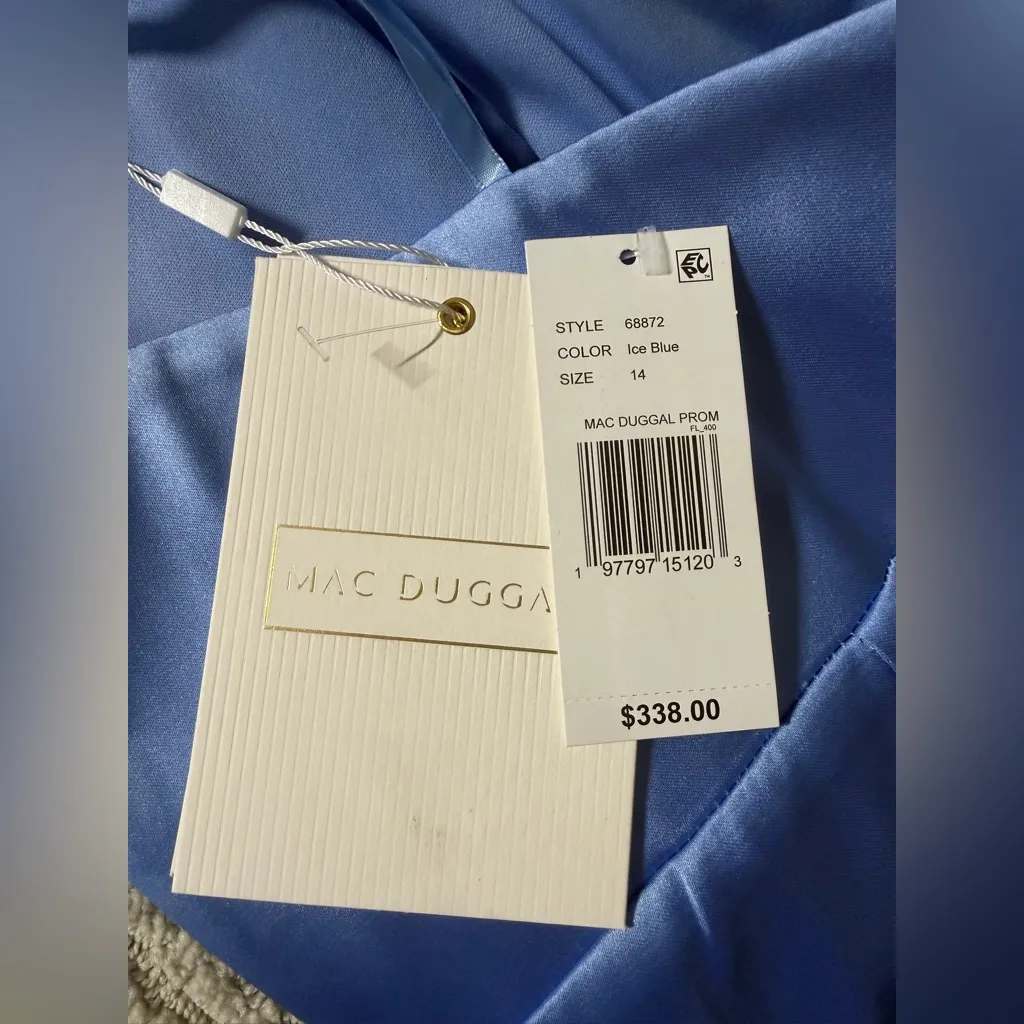 EPC
STYLE 68872
COLOR Ice Blue
SIZE 14
MAC DUGGAL PROM
FL_400
1 97797 15120 3
$338.00
MAC DUGGA